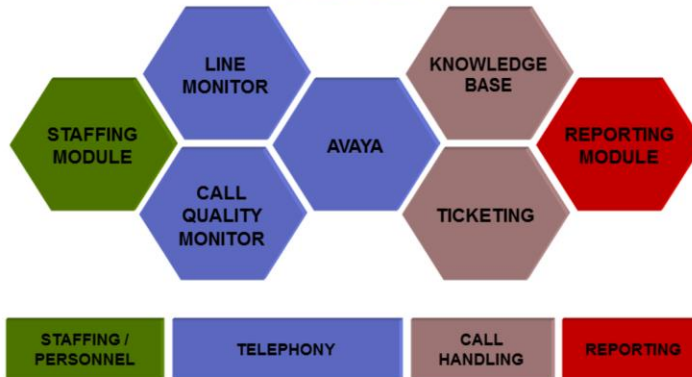 LINE
MONITOR
KNOWLEDGE
BASE
STAFFING
MODULE
AVAYA
REPORTING
MODULE
CALL
QUALITY
MONITOR
TICKETING
STAFFING /
PERSONNEL
TELEPHONY
CALL
HANDLING
REPORTING